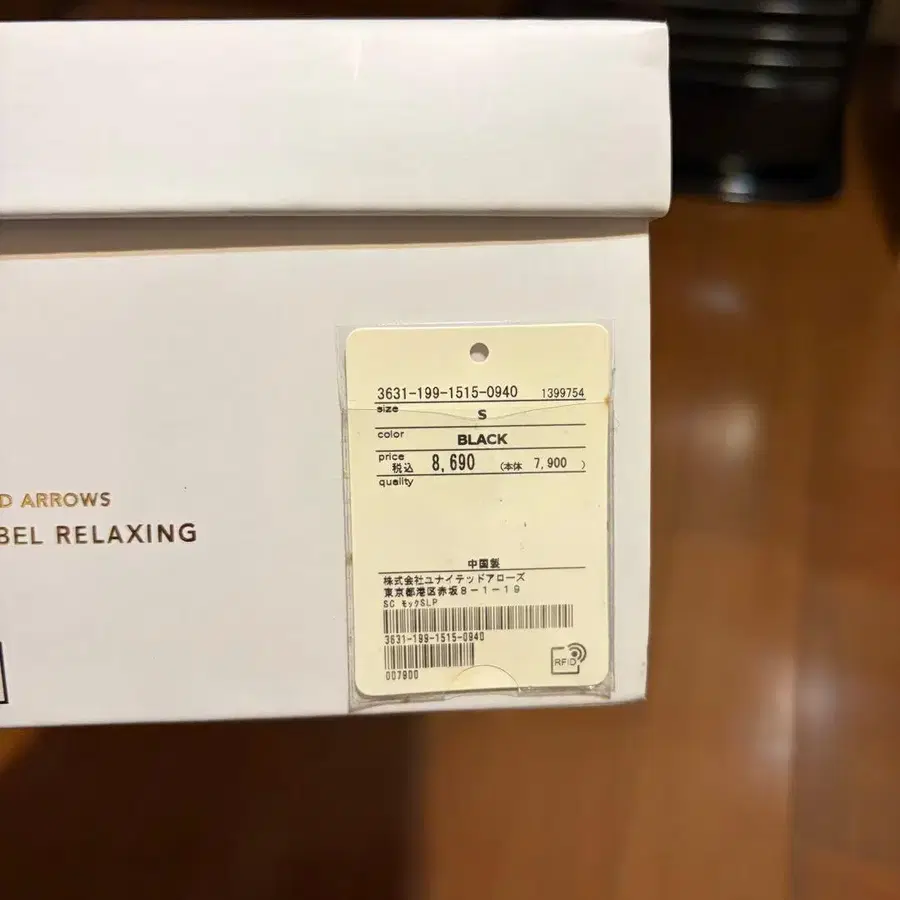 D ARROWS
BEL RELAXING
3631-199-1515-0940 1399754
size S
color BLACK
price 税込 8,690 (本体 7,900 )
quality
中国製
株式会社ユナイテッドアローズ
東京都港区赤坂8-1-19
SC モックSLP
3631-199-1515-0940
007900
RFID